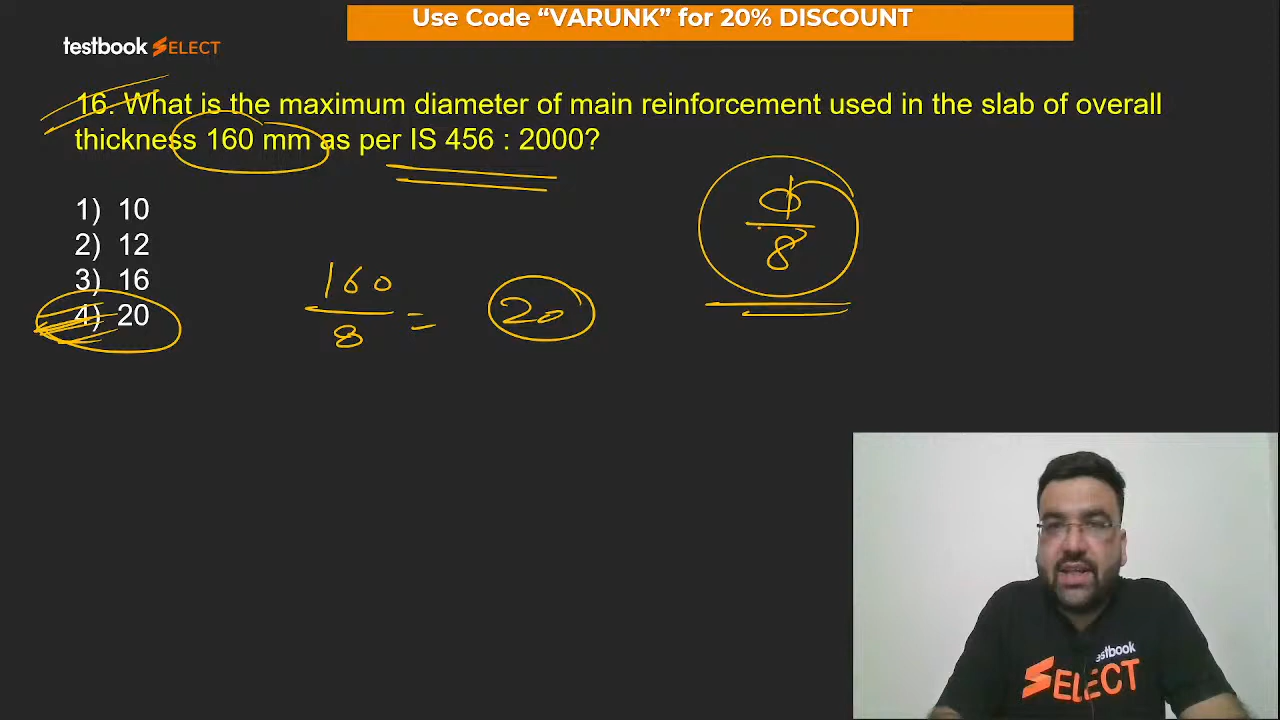 Use Code “VARUNK” for 20% DISCOUNT
testbook SELECT
16. What is the maximum diameter of main reinforcement used in the slab of overall
thickness 160 mm as per IS 456 : 2000?
1) 10
2) 12
3) 16
4) 20
160
8
= 20
8
testbook
SELECT